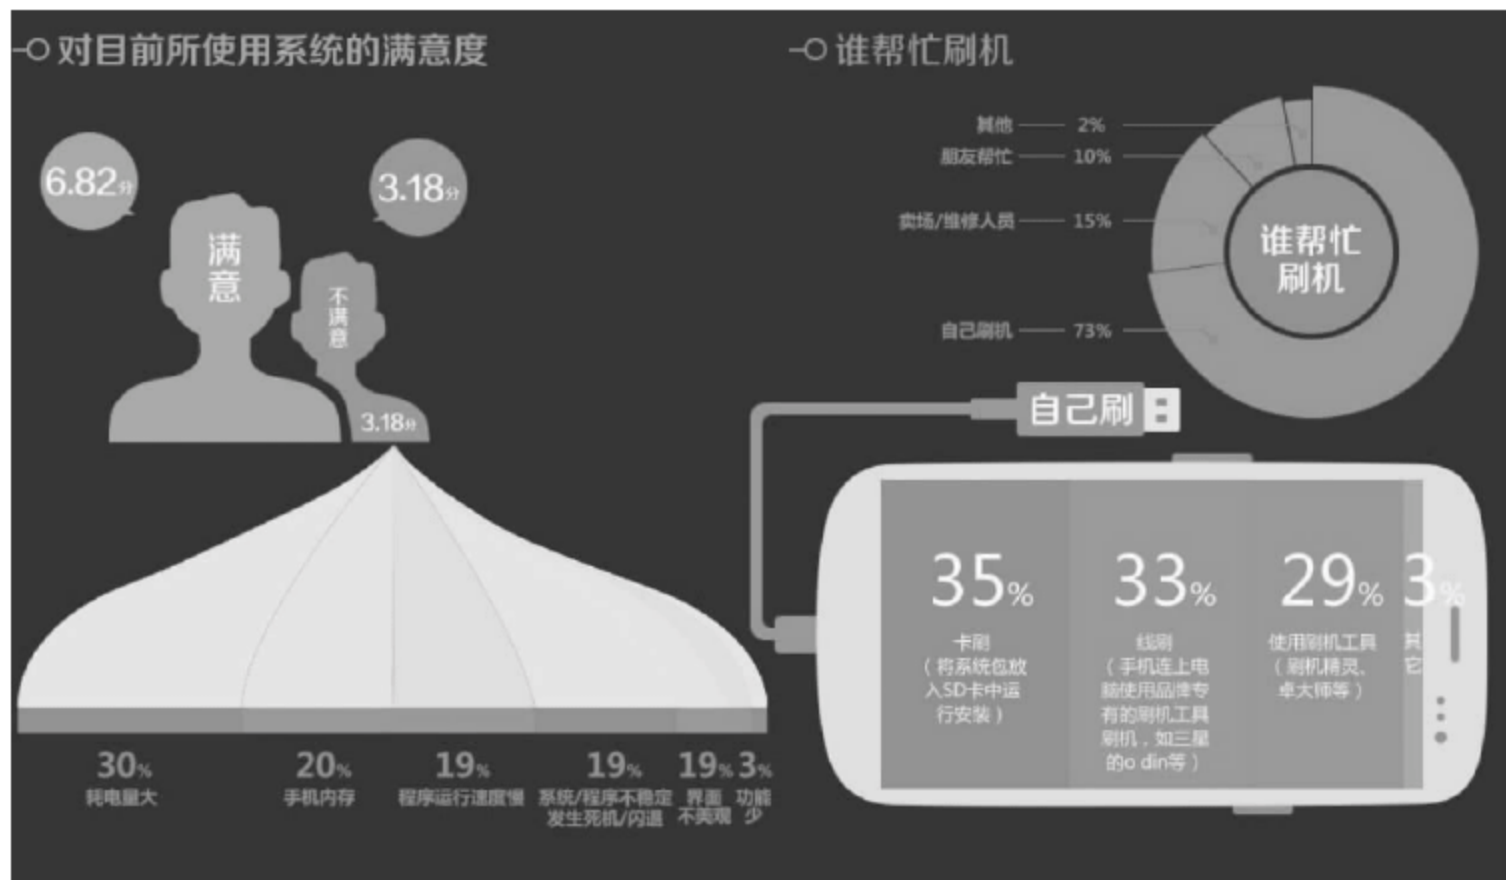 对目前所使用系统的满意度
6.82分
3.18分
满
意
不
满
意
3.18分
30%
耗电量大
20%
手机内存
19%
程序运行速度慢
19%
系统/程序不稳定
发生死机/闪退
19%
界面
不美观
3%
功能
少
谁帮忙刷机
其他 2%
朋友帮忙 10%
卖场/维修人员 15%
自己刷机 73%
谁帮忙
刷机
自己刷
35%
卡刷
(将系统包放
入SD卡中运
行安装)
33%
线刷
(手机连上电
脑使用品牌专
有的刷机工具
刷机,如三星
的o din等)
29%
使用刷机工具
(刷机精灵、
卓大师等)
3%
其
它